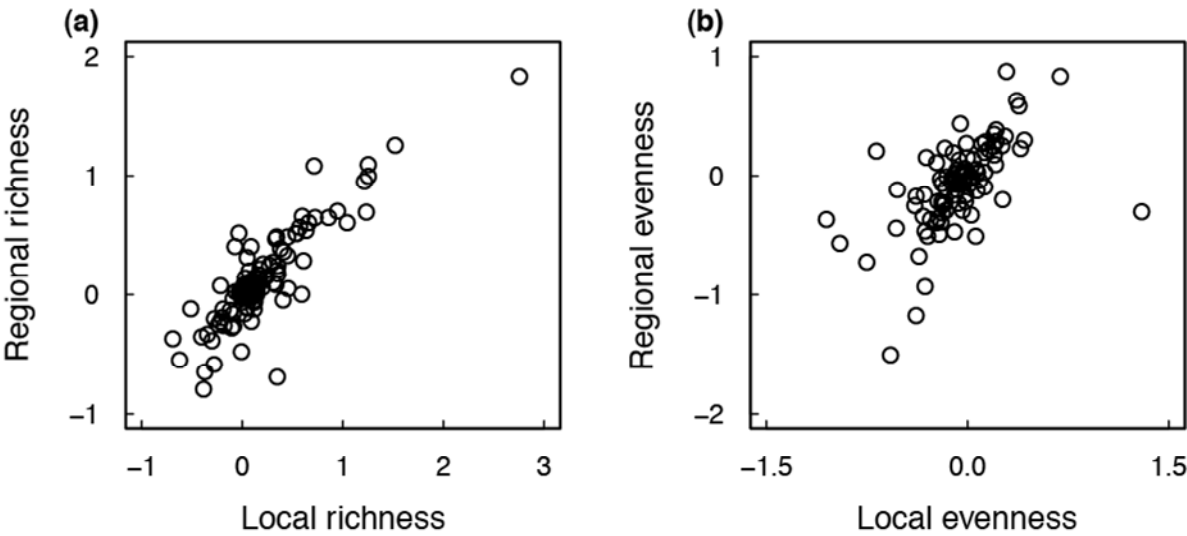 (a)
Regional richness
2
1
0
−1
−1 0 1 2 3
Local richness
(b)
Regional evenness
1
0
−1
−2
−1.5 0.0 1.5
Local evenness